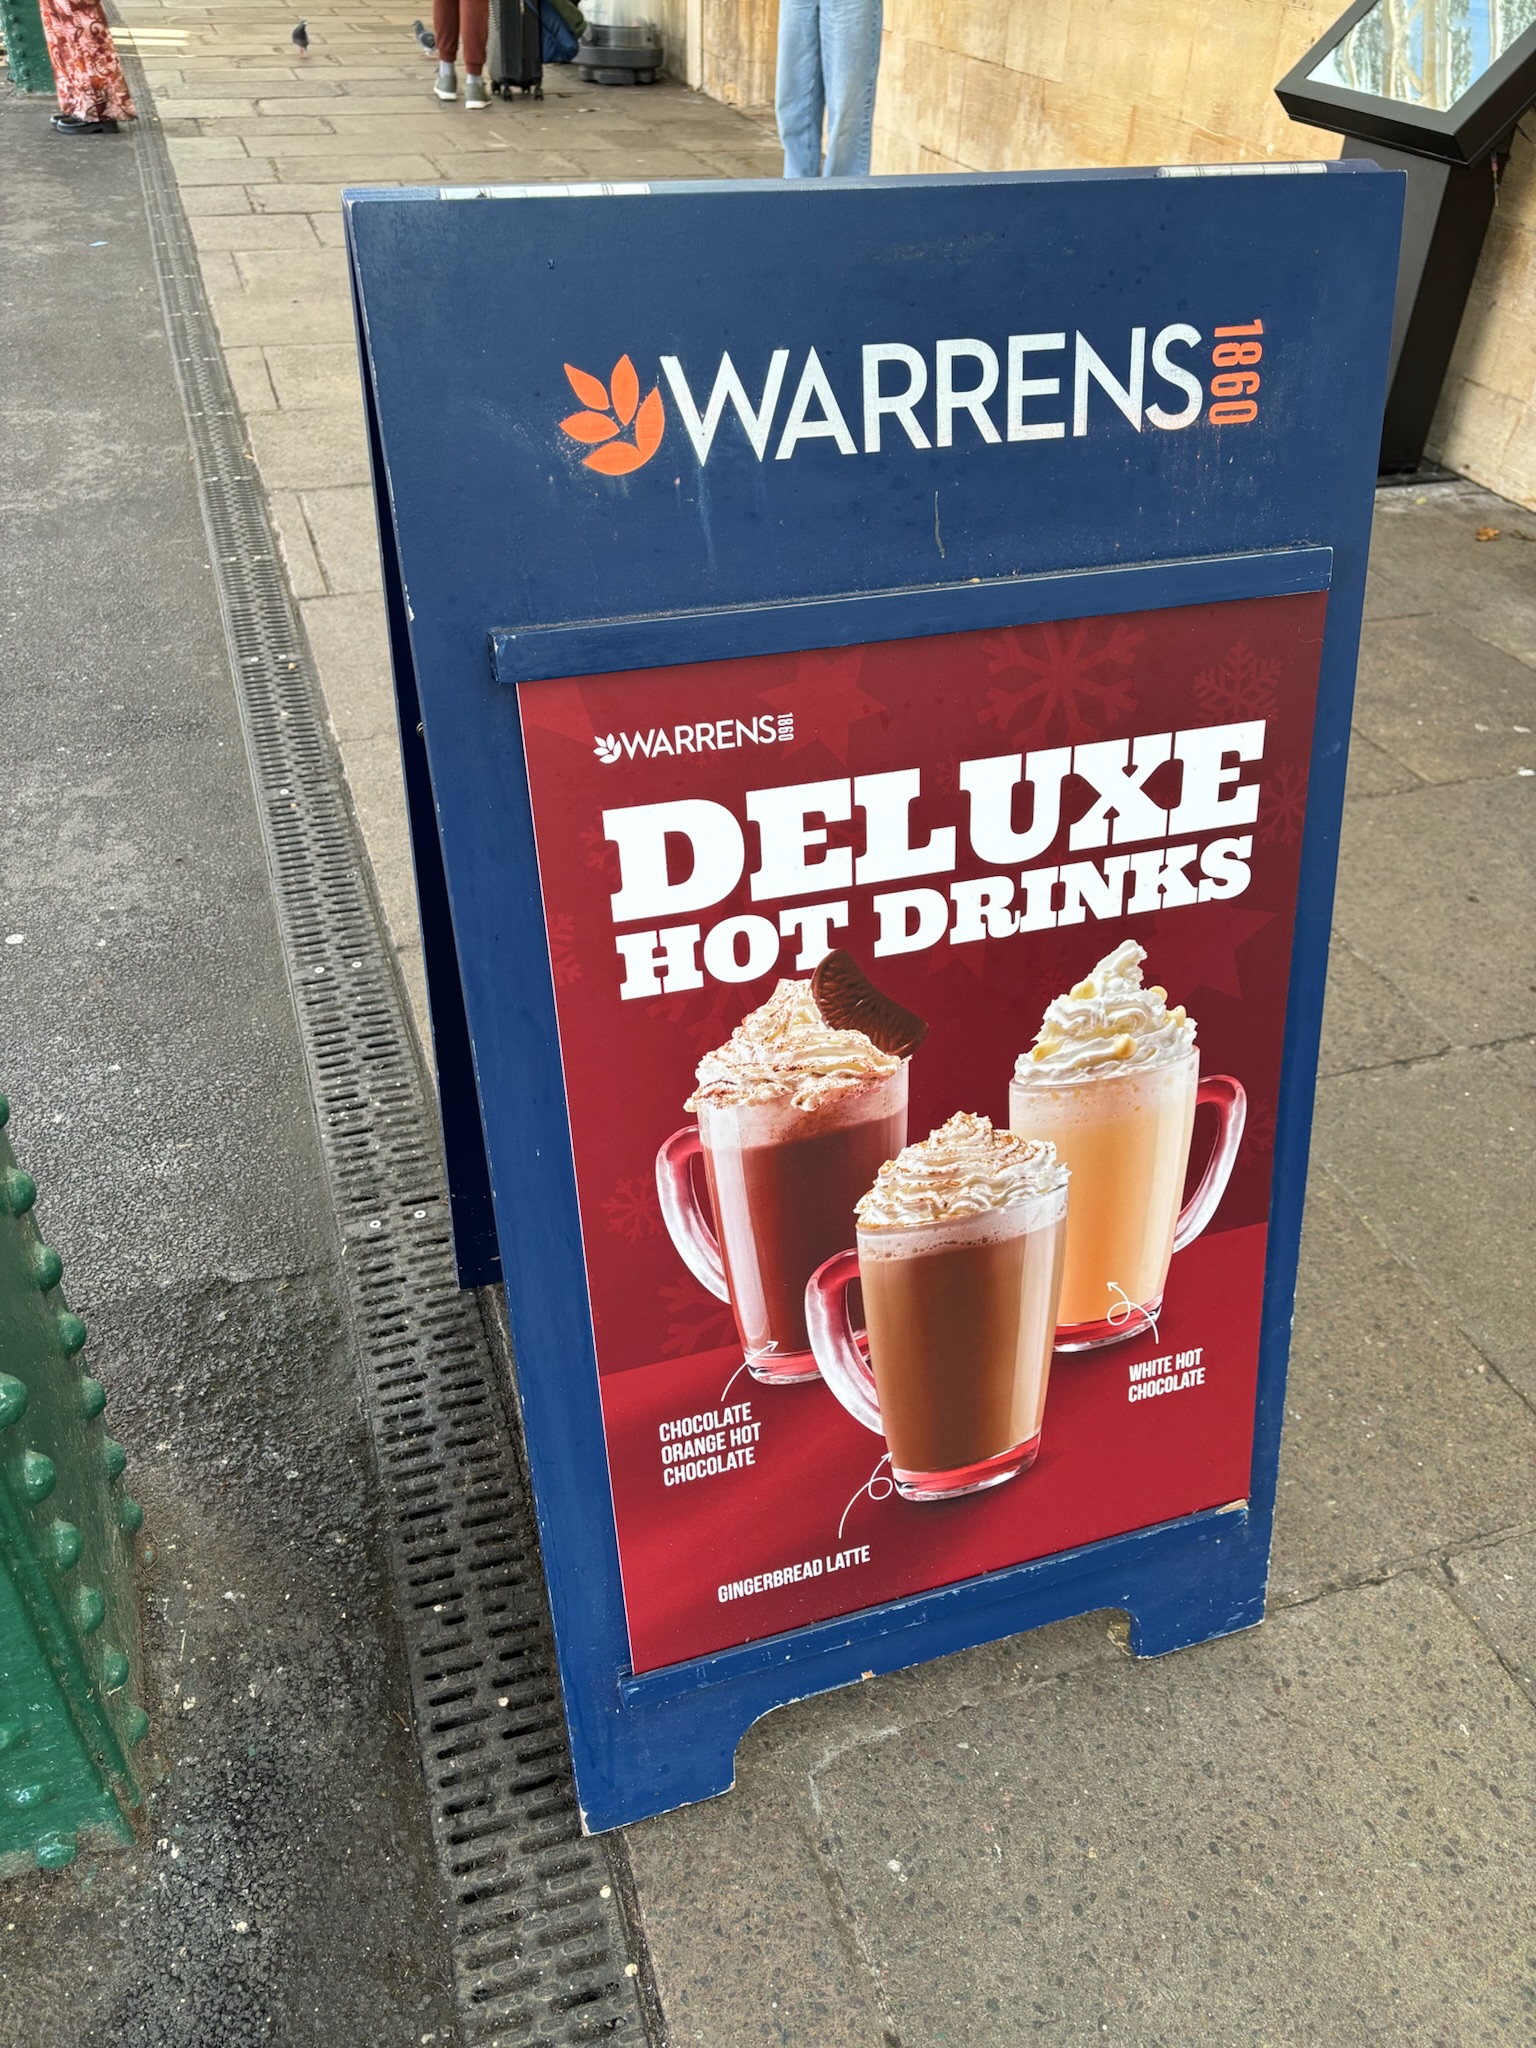 WARRENS 1860
WARRENS 1860
DELUXE
HOT DRINKS
CHOCOLATE
ORANGE HOT
CHOCOLATE
WHITE HOT
CHOCOLATE
GINGERBREAD LATTE